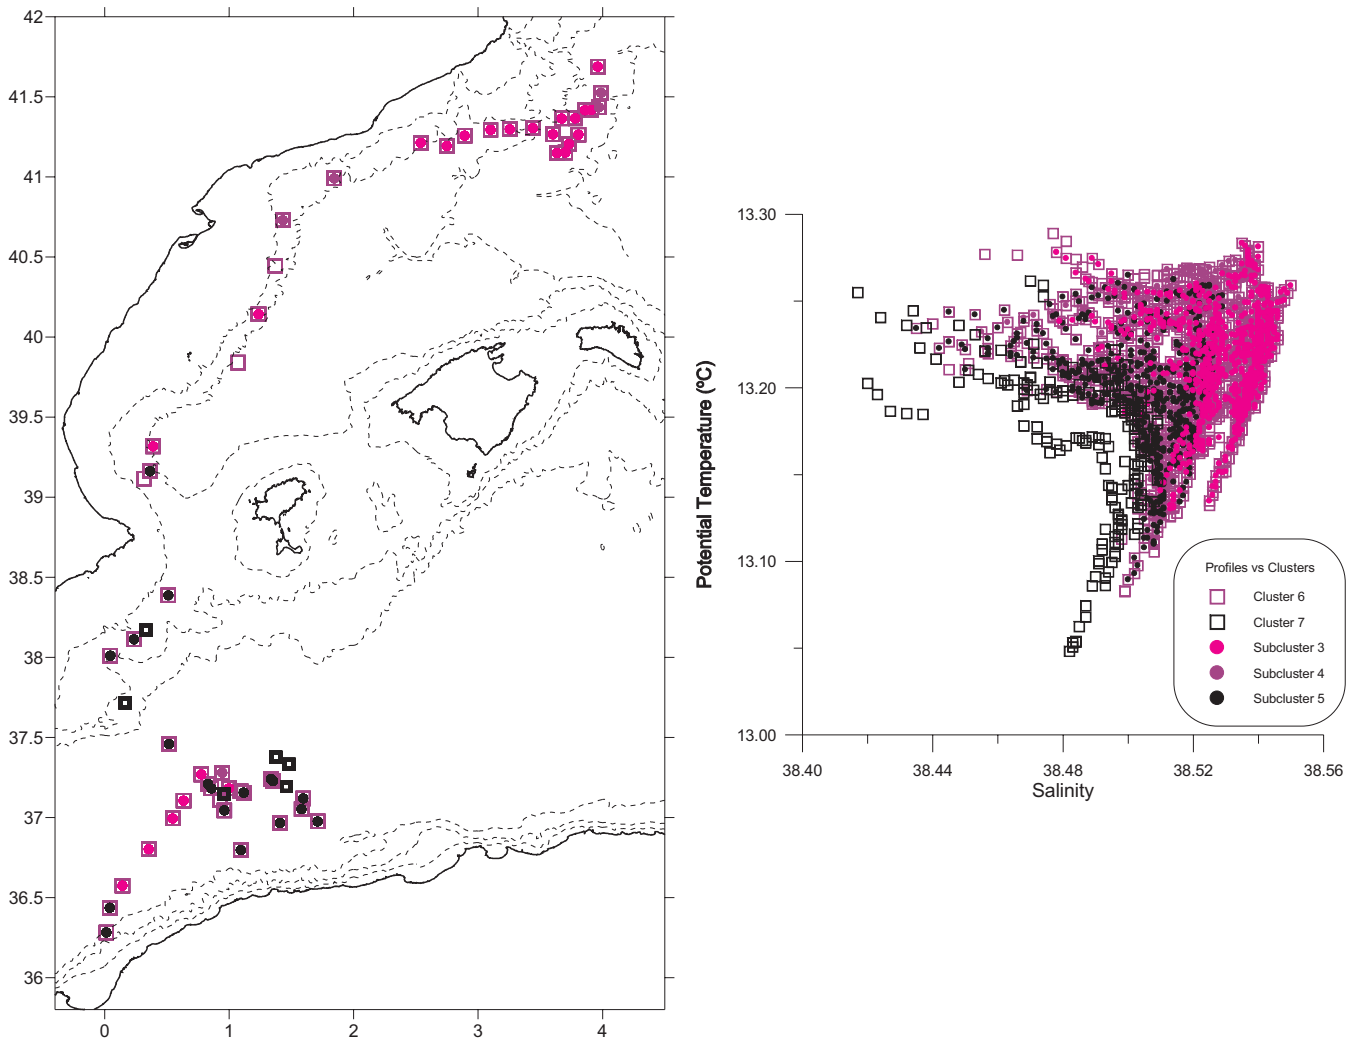 42
41.5
41
40.5
40
39.5
39
38.5
38
37.5
37
36.5
36
0 1 2 3 4
13.30
13.20
13.10
13.00
Potential Temperature (ºC)
38.40 38.44 38.48 38.52 38.56
Salinity
Profiles vs Clusters
Cluster 6
Cluster 7
Subcluster 3
Subcluster 4
Subcluster 5